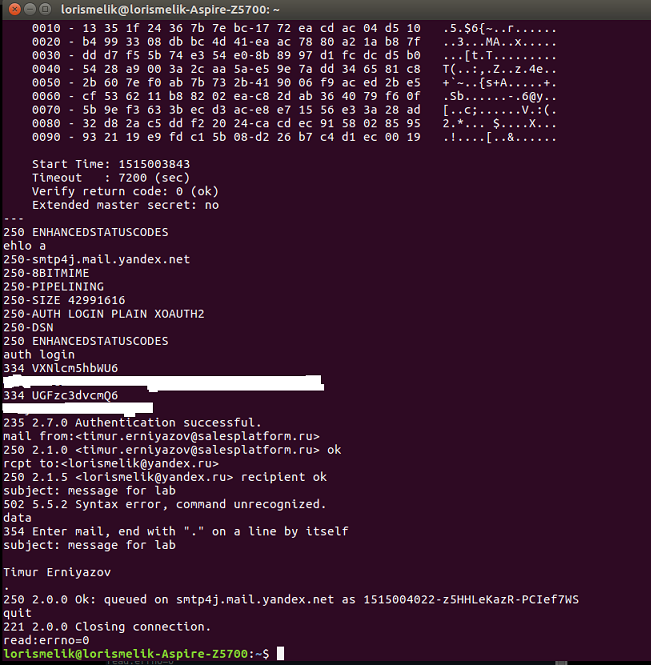 lorismelik@lorismelik-Aspire-Z5700: ~
0010 - 13 35 1f 24 36 7b 7e bc-17 72 ea cd ac 04 d5 10   .5.$6{~..r......
0020 - b4 99 33 08 db bc 4d 41-ea ac 78 80 a2 1a b8 7f   ..3...MA..x.....
0030 - dd d7 f5 5b 74 e3 54 e0-8b 89 97 d1 fc dc d5 b0   ...[t.T.........
0040 - 54 28 a9 00 3a 2c aa 5a-e5 9e 7a dd 34 65 81 c8   T(..:,.Z..z.4e..
0050 - 2b 60 7e f0 ab 7b 73 2b-41 90 06 f9 ac ed 2b e5   +`~..{s+A.....+.
0060 - cf 53 62 11 b8 82 02 ea-c8 2d ab 36 40 79 f6 0f   .Sb......-.6@y..
0070 - 5b 9e f3 63 3b ec d3 ac-e8 e7 15 56 e3 3a 28 ad   [..c;......V.:(.
0080 - 32 d8 2a c5 dd f2 20 24-ca cd ec 91 58 02 85 95   2.*... $....X...
0090 - 93 21 19 e9 fd c1 5b 08-d2 26 b7 c4 d1 ec 00 19   .!....[..&......
Start Time: 1515003843
Timeout   : 7200 (sec)
Verify return code: 0 (ok)
Extended master secret: no
---
250 ENHANCEDSTATUSCODES
ehlo a
250-smtp4j.mail.yandex.net
250-8BITMIME
250-PIPELINING
250-SIZE 42991616
250-AUTH LOGIN PLAIN XOAUTH2
250-DSN
250 ENHANCEDSTATUSCODES
auth login
334 VXNlcm5hbWU6
334 UGFzc3dvcmQ6
235 2.7.0 Authentication successful.
mail from:<timur.erniyazov@salesplatform.ru>
250 2.1.0 <timur.erniyazov@salesplatform.ru> ok
rcpt to:<lorismelik@yandex.ru>
250 2.1.5 <lorismelik@yandex.ru> recipient ok
subject: message for lab
502 5.5.2 Syntax error, command unrecognized.
data
354 Enter mail, end with "." on a line by itself
subject: message for lab
Timur Erniyazov
.
250 2.0.0 Ok: queued on smtp4j.mail.yandex.net as 1515004022-z5HHLeKazR-PCIef7WS
quit
221 2.0.0 Closing connection.
read:errno=0
lorismelik@lorismelik-Aspire-Z5700:~$